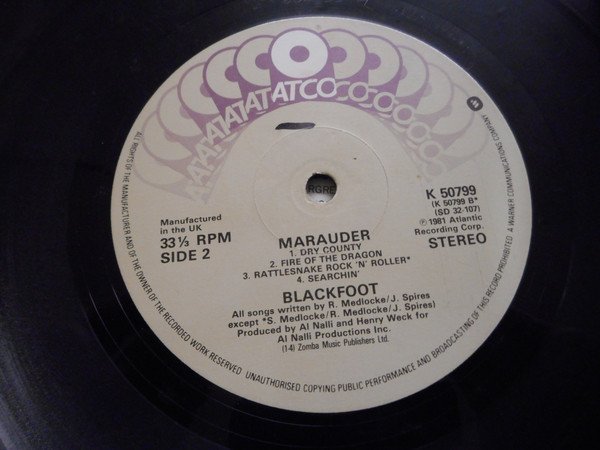 ATATATATATATCOCOCOCOCOCO
K 50799
(K 50799 B*
(SD 32-107)
℗ 1981 Atlantic
Recording Corp.
STEREO
Manufactured
in the UK
33⅓ RPM
SIDE 2
RGRE
MARAUDER
1. DRY COUNTY
2. FIRE OF THE DRAGON
3. RATTLESNAKE ROCK 'N' ROLLER*
4. SEARCHIN'
BLACKFOOT
All songs written by R. Medlocke/J. Spires
except *S. Medlocke/R. Medlocke/J. Spires)
Produced by Al Nalli and Henry Weck for
Al Nalli Productions Inc.
(1-4) Zomba Music Publishers Ltd.
ALL RIGHTS OF THE MANUFACTURER AND OF THE OWNER OF THE RECORDED WORK RESERVED UNAUTHORISED COPYING PUBLIC PERFORMANCE AND BROADCASTING OF THIS RECORD PROHIBITED A WARNER COMMUNICATIONS COMPANY